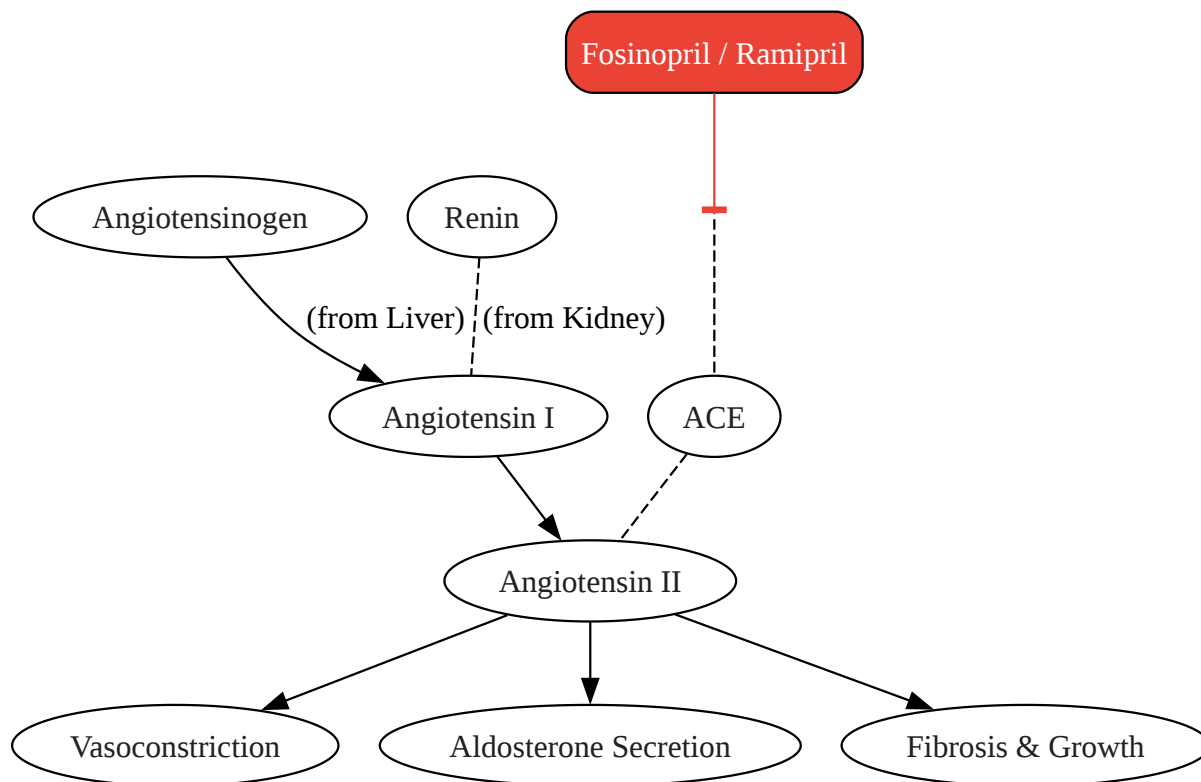 Fosinopril / Ramipril
Angiotensinogen
Renin
(from Liver)
(from Kidney)
Angiotensin I
ACE
Angiotensin II
Vasoconstriction
Aldosterone Secretion
Fibrosis & Growth